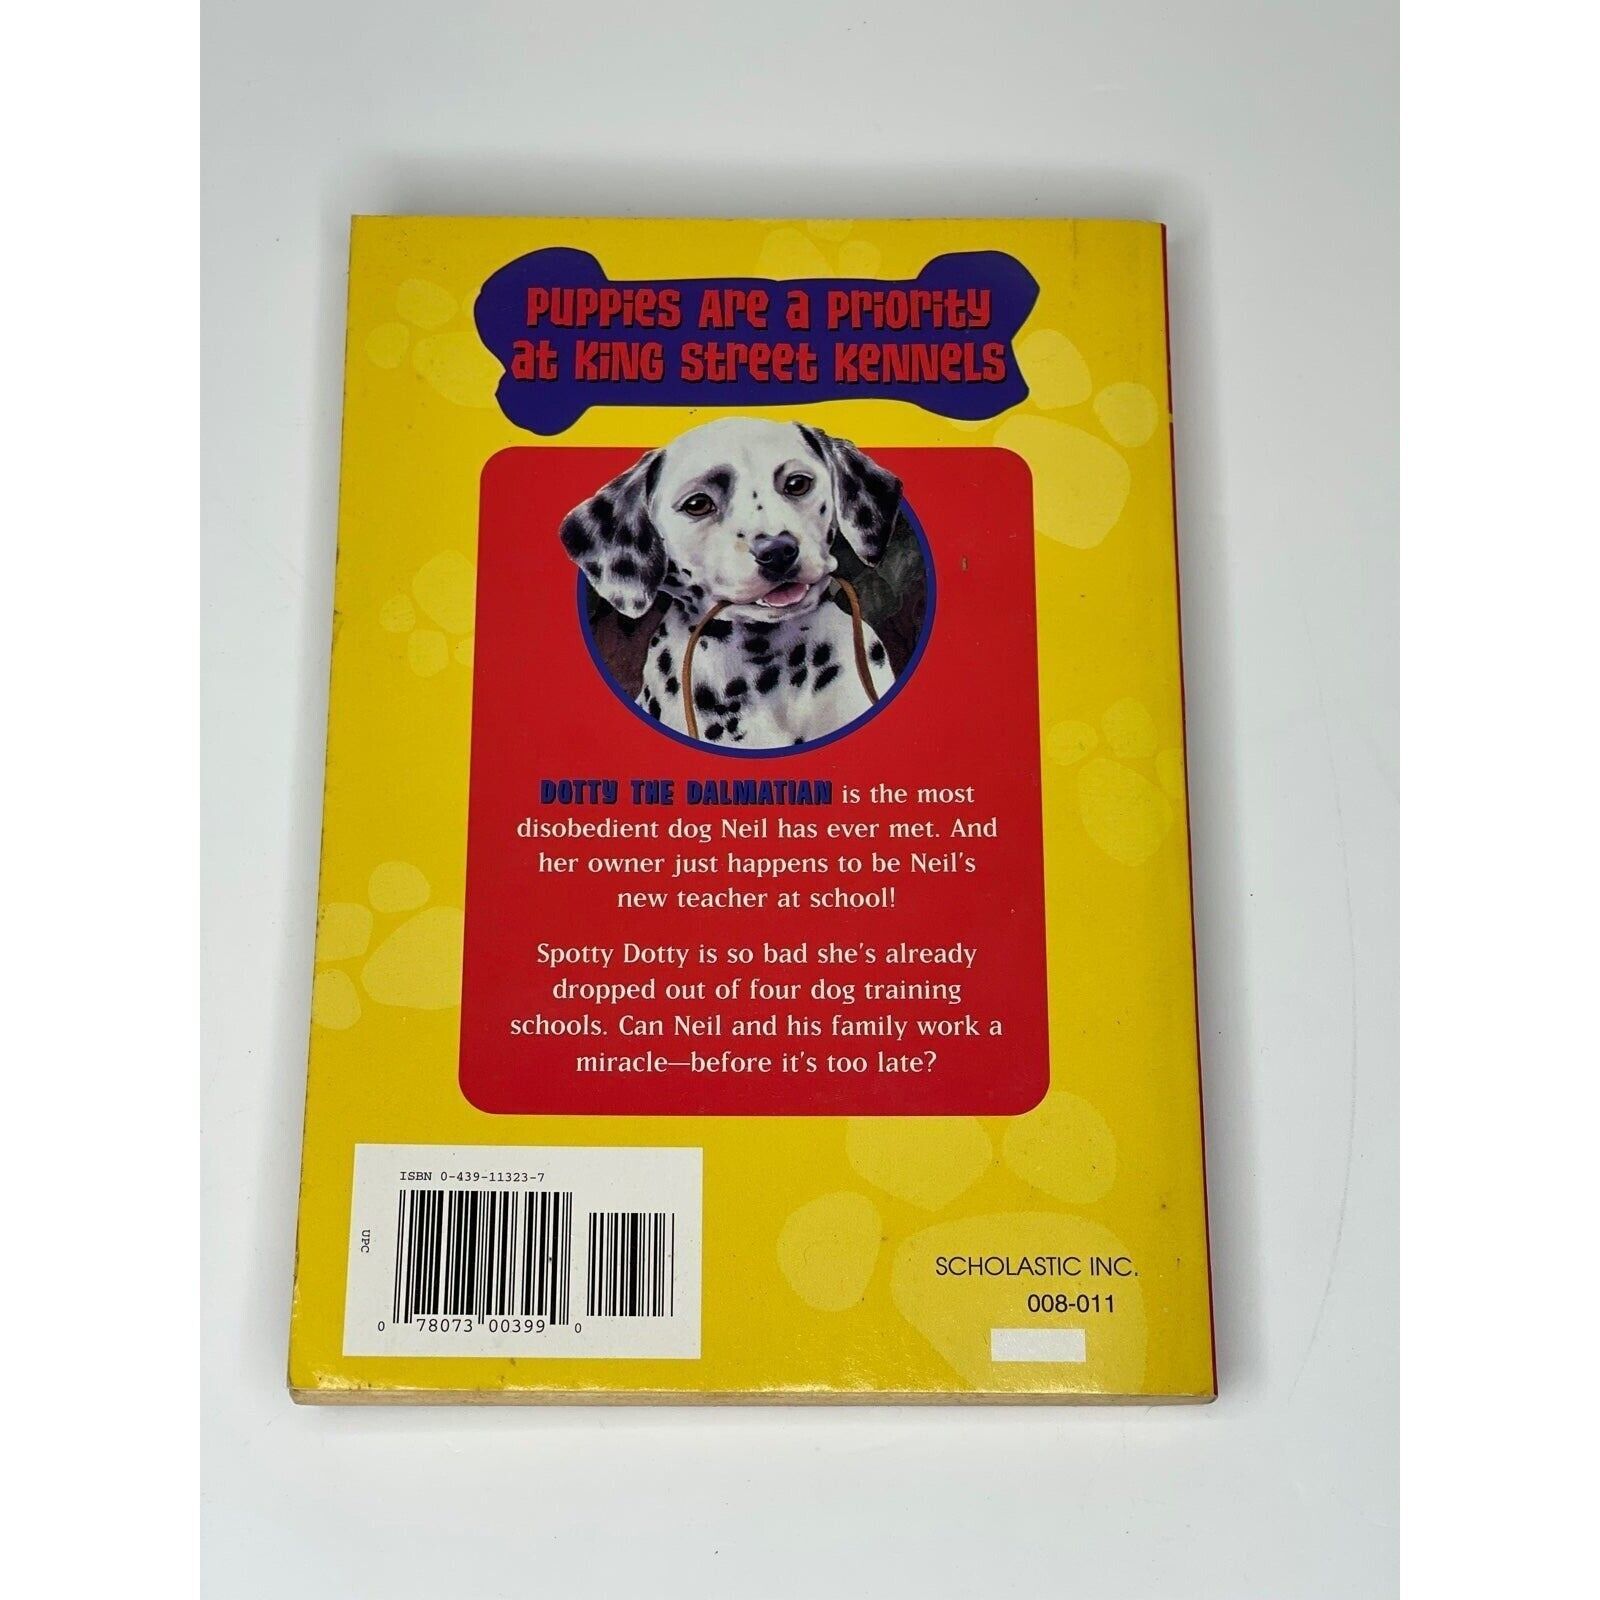 PUPPiES Are a Priority
at KiNG Street KeNNeLS
DOTTY THE DALMATIAN is the most
disobedient dog Neil has ever met. And
her owner just happens to be Neil's
new teacher at school!
Spotty Dotty is so bad she's already
dropped out of four dog training
schools. Can Neil and his family work a
miracle—before it's too late?
ISBN 0-439-11323-7
UPC
0 78073 00399 0
SCHOLASTIC INC.
008-011